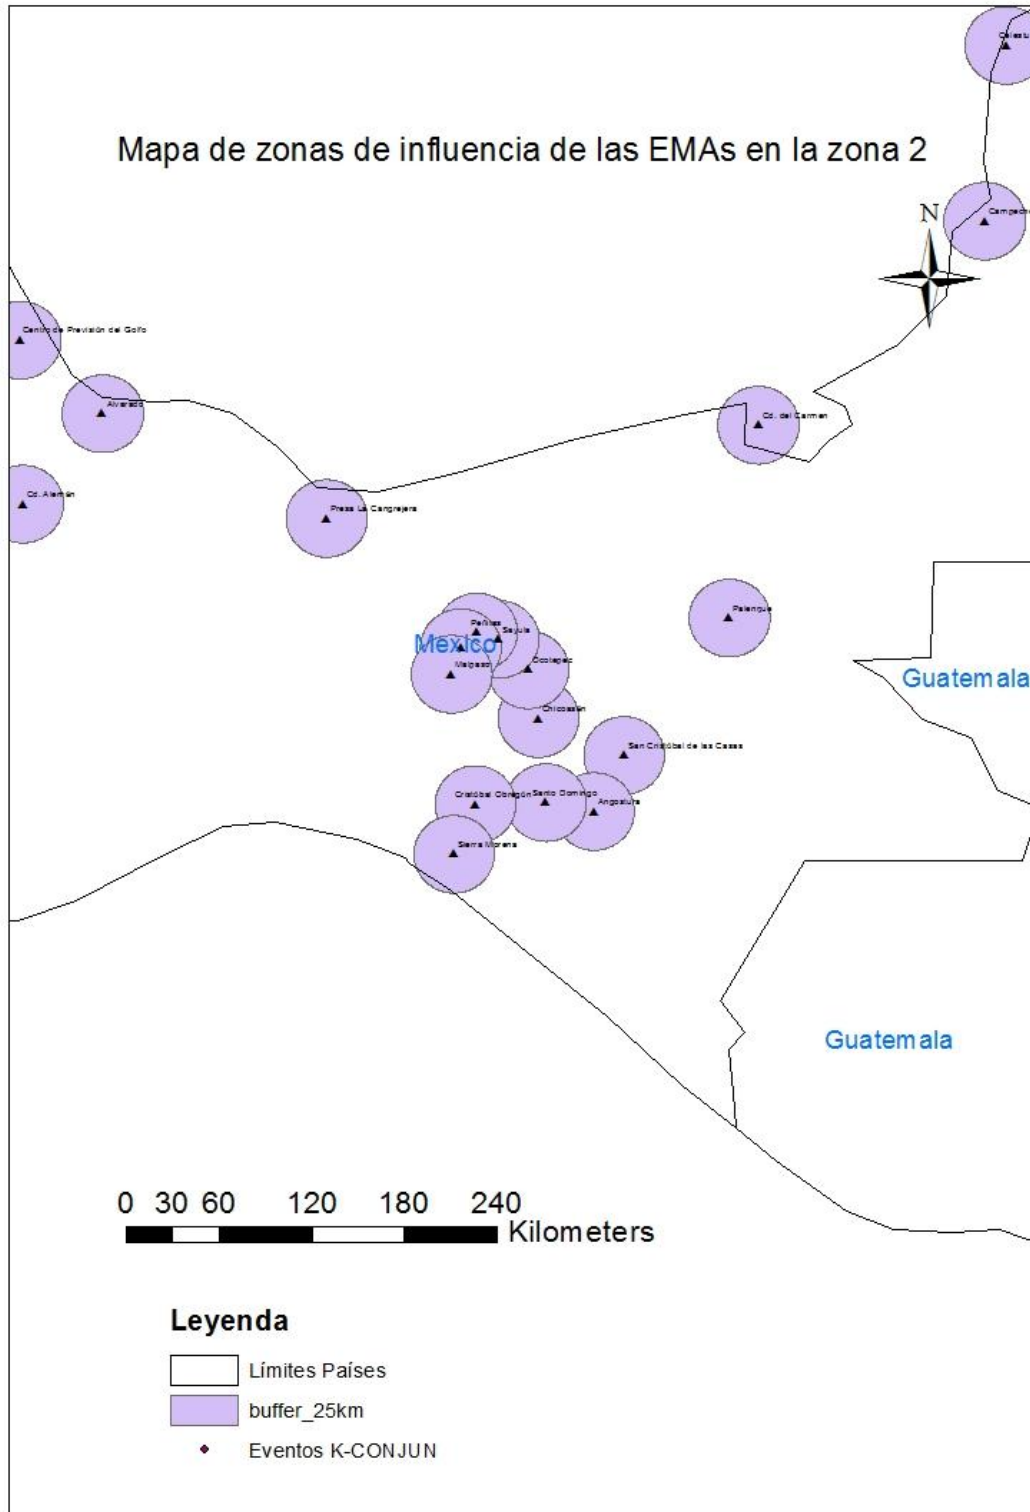 Celestu
Mapa de zonas de influencia de las EMAs en la zona 2
N
Campeche
Centro de Previsión del Golfo
Alvarado
Cd. del Carmen
Cd. Alemán
Presa La Cangrejera
Palenque
Peñitas
Sayula
Mexico
Ocotepec
Malpaso
Guatemala
Chicoasén
San Cristóbal de las Casas
Cristóbal Obregón
Santo Domingo
Angostura
Sierra Morena
Guatemala
0 30 60 120 180 240
Kilometers
Leyenda
Límites Países
buffer_25km
Eventos K-CONJUN